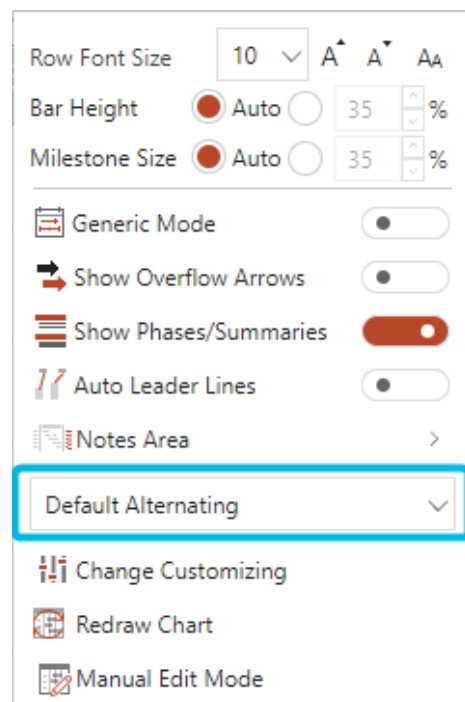 Row Font Size 10 A A AA
Bar Height Auto 35 %
Milestone Size Auto 35 %
Generic Mode
Show Overflow Arrows
Show Phases/Summaries
Auto Leader Lines
Notes Area
Default Alternating
Change Customizing
Redraw Chart
Manual Edit Mode